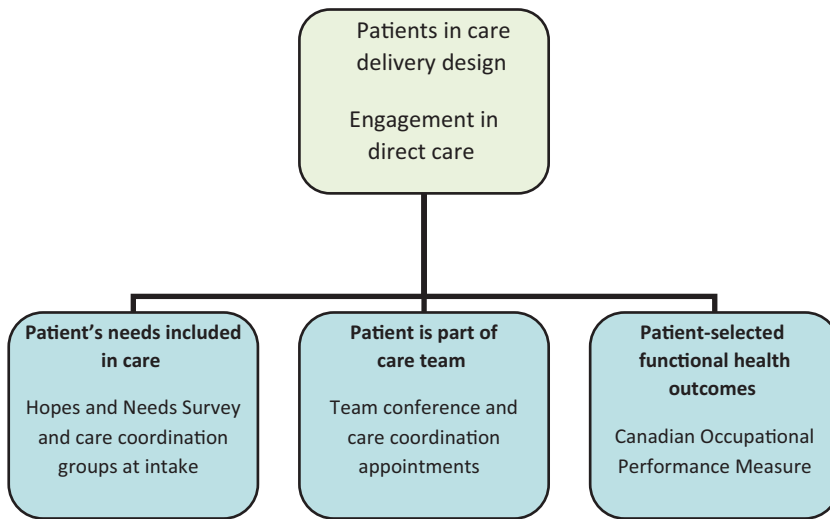 Patients in care
delivery design
Engagement in
direct care
Patient's needs included
in care
Hopes and Needs Survey
and care coordination
groups at intake
Patient is part of
care team
Team conference and
care coordination
appointments
Patient-selected
functional health
outcomes
Canadian Occupational
Performance Measure